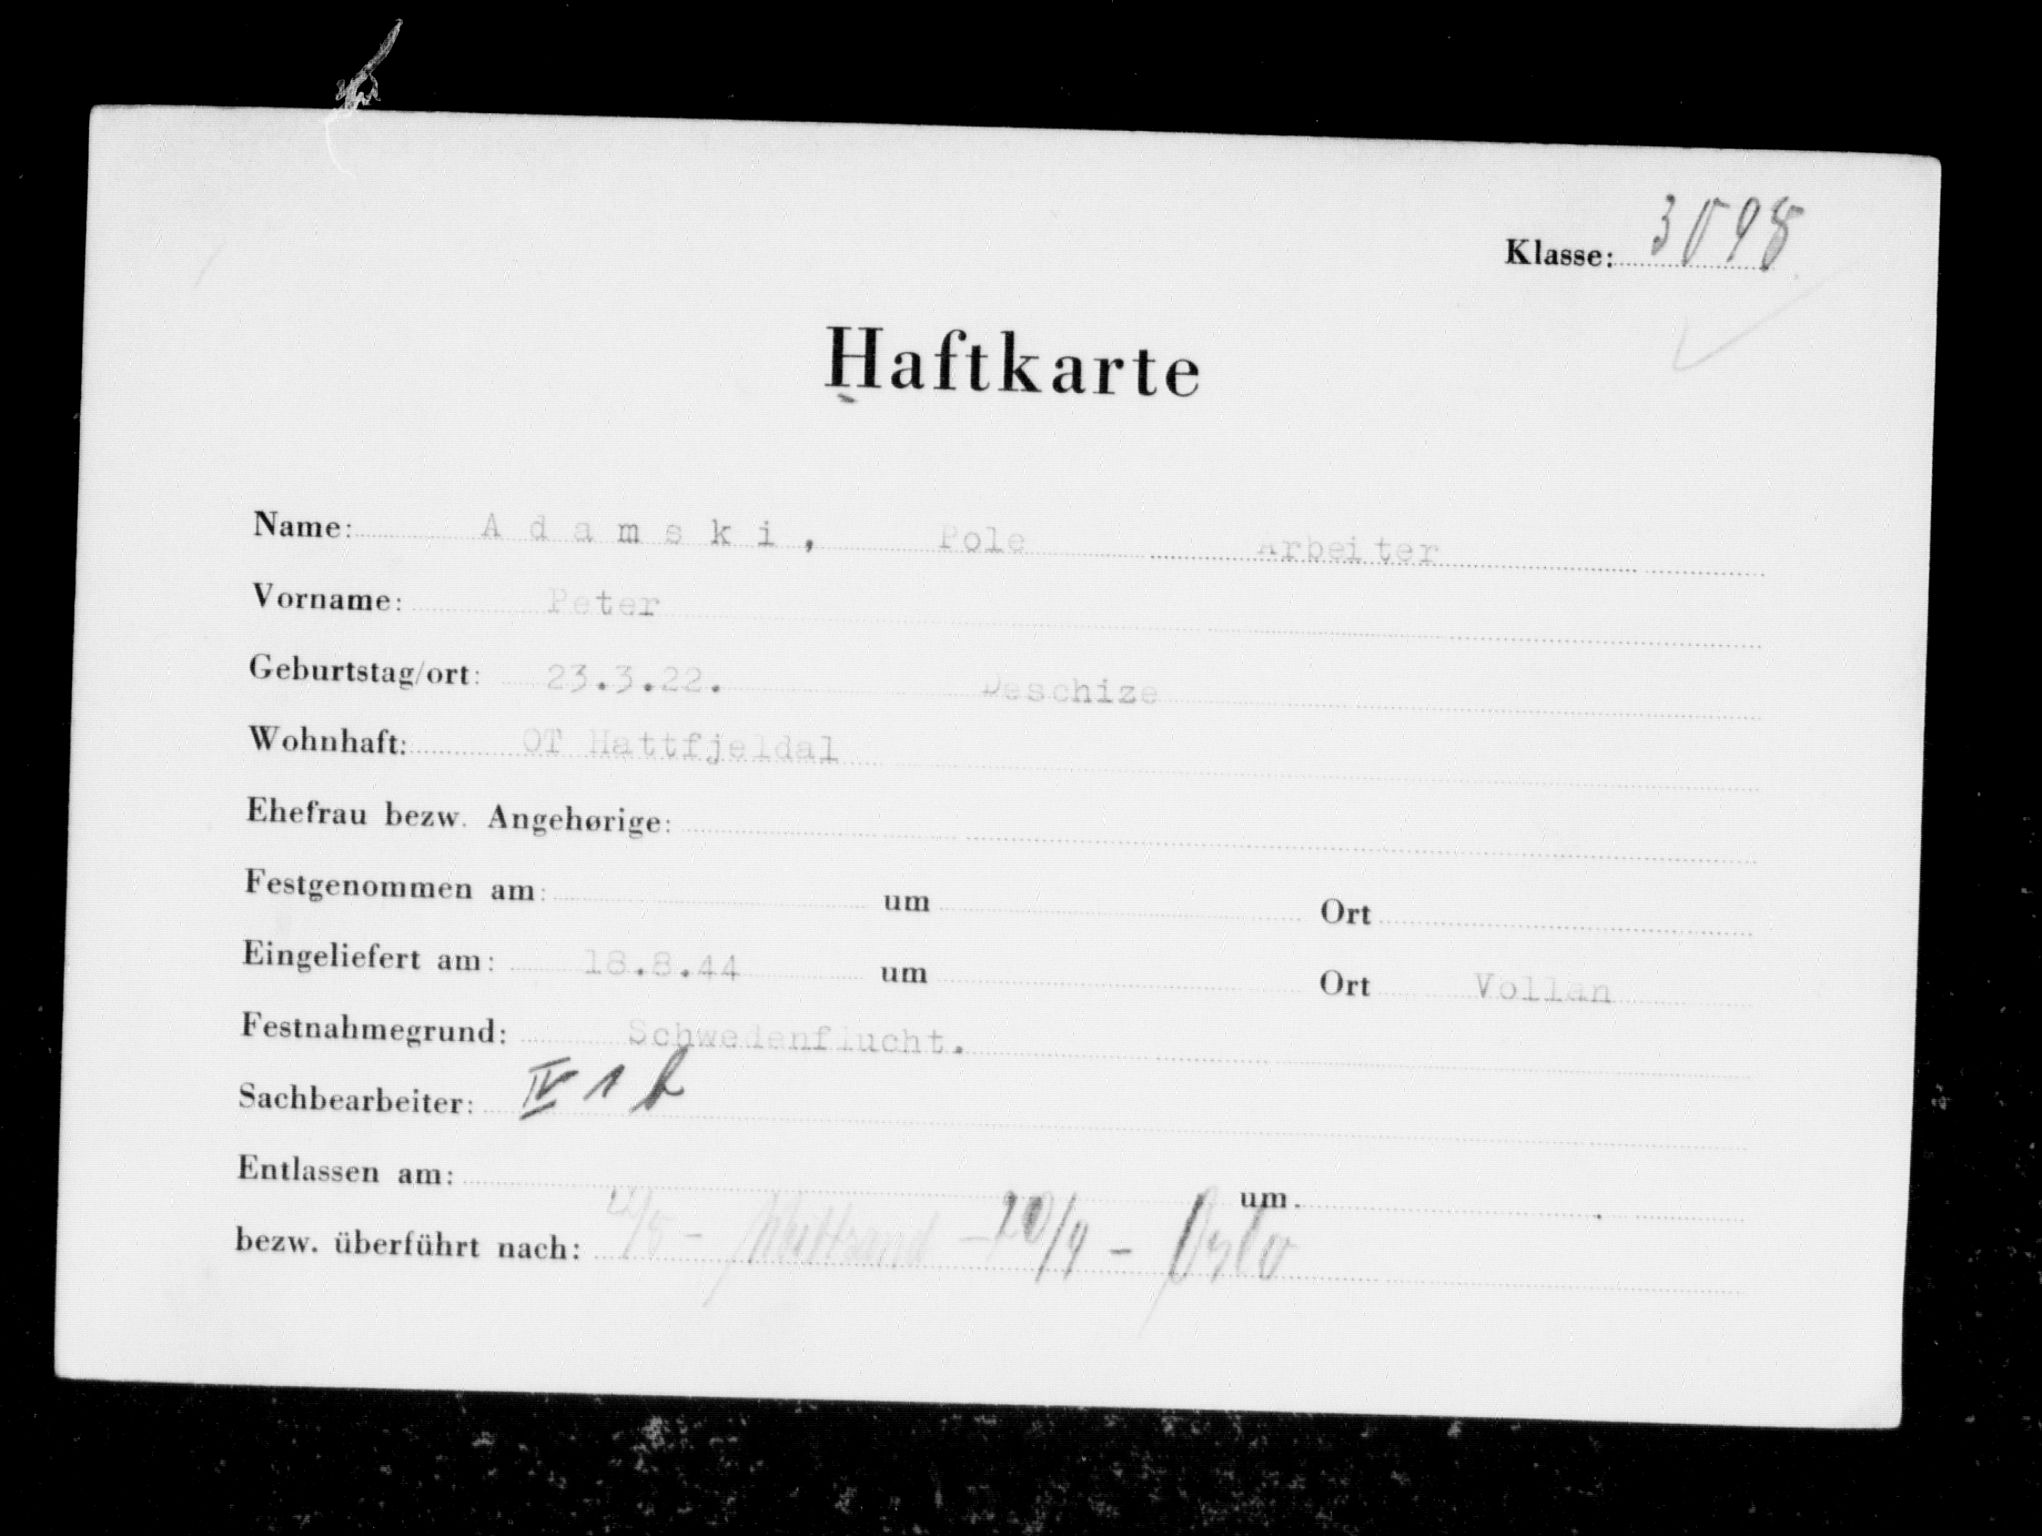 Klasse: 3098
Haftkarte
Name: Adamski, Pole Arbeiter
Vorname: Peter
Geburtstag/ort: 23.3.22. Deschize
Wohnhaft: OT Hattfjeldal
Ehefrau bezw. Angehørige:
Festgenommen am: um Ort
Eingeliefert am: 18.8.44 um Ort Vollan
Festnahmegrund: Schwedenflucht.
Sachbearbeiter: IV 1 b
Entlassen am: um
bezw. überführt nach: - - 20/9 - Oslo